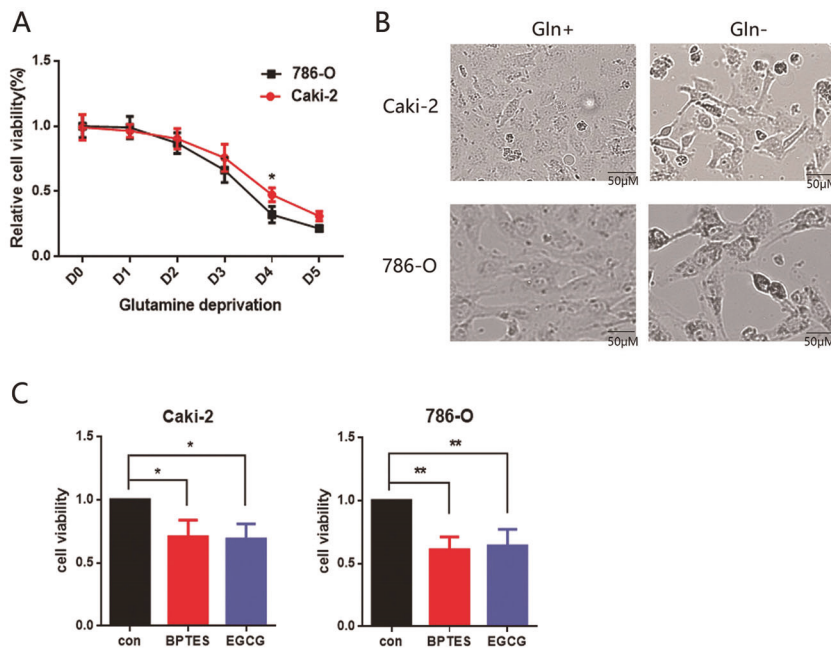 A
Relative cell viability(%)
1.5
1.0
0.5
0.0
786-O
Caki-2
*
D0 D1 D2 D3 D4 D5
Glutamine deprivation
B
Gln+ Gln-
Caki-2
50μM 50μM
786-O
50μM 50μM
C
Caki-2
cell viability
1.5
1.0
0.5
0.0
*
*
con BPTES EGCG
786-O
cell viability
1.5
1.0
0.5
0.0
**
**
con BPTES EGCG